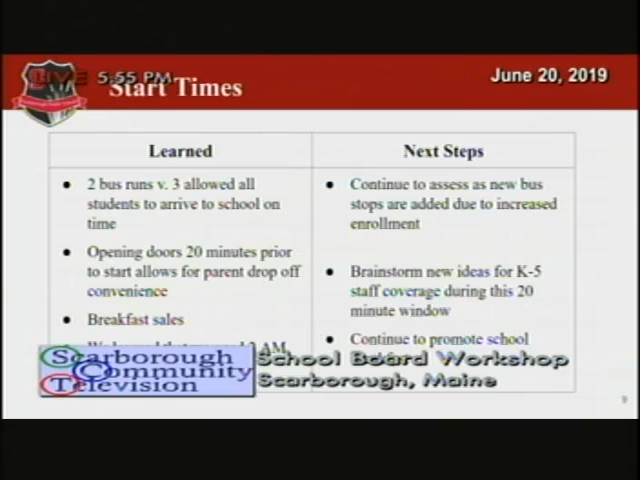 LIVE 5:55 PM
June 20, 2019
Start Times
Learned
Next Steps
2 bus runs v. 3 allowed all
students to arrive to school on
time
Opening doors 20 minutes prior
to start allows for parent drop off
convenience
Breakfast sales
Continue to assess as new bus
stops are added due to increased
enrollment
Brainstorm new ideas for K-5
staff coverage during this 20
minute window
Continue to promote school
Scarborough
Community
Television
School Board Workshop
Scarborough, Maine
9